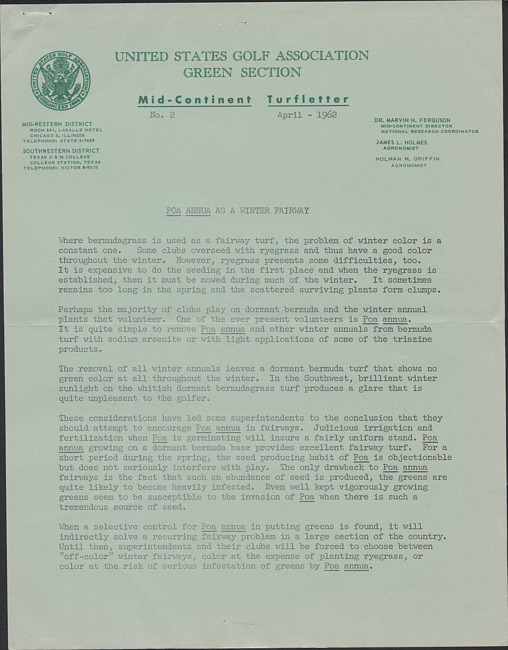 UNITED STATES GOLF ASSOCIATION
GREEN SECTION
Mid-Continent Turfletter
No. 2 April - 1962
MID-WESTERN DISTRICT
ROOM 241, LASALLE HOTEL
CHICAGO 2, ILLINOIS
TELEPHONE: STATE
SOUTHWESTERN DISTRICT
TEXAS A & M COLLEGE
COLLEGE STATION, TEXAS
TELEPHONE: VICTOR
DR. MARVIN H. FERGUSON
MID-CONTINENT DIRECTOR
NATIONAL RESEARCH COORDINATOR
JAMES L. HOLMES
AGRONOMIST
HOLMAN M. GRIFFIN
AGRONOMIST
POA ANNUA AS A WINTER FAIRWAY
Where bermudagrass is used as a fairway turf, the problem of winter color is a
constant one. Some clubs overseed with ryegrass and thus have a good color
throughout the winter. However, ryegrass presents some difficulties, too.
It is expensive to do the seeding in the first place and when the ryegrass is
established, then it must be mowed during much of the winter. It sometimes
remains too long in the spring and the scattered surviving plants form clumps.
Perhaps the majority of clubs play on dormant bermuda and the winter annual
plants that volunteer. One of the ever present volunteers is Poa annua.
It is quite simple to remove Poa annua and other winter annuals from bermuda
turf with sodium arsenite or with light applications of some of the triazine
products.
The removal of all winter annuals leaves a dormant bermuda turf that shows no
green color at all throughout the winter. In the Southwest, brilliant winter
sunlight on the whitish dormant bermudagrass turf produces a glare that is
quite unpleasant to the golfer.
These considerations have led some superintendents to the conclusion that they
should attempt to encourage Poa annua in fairways. Judicious irrigation and
fertilization when Poa is germinating will insure a fairly uniform stand. Poa
annua growing on a dormant bermuda base provides excellent fairway turf. For a
short period during the spring, the seed producing habit of Poa is objectionable
but does not seriously interfere with play. The only drawback to Poa annua
fairways is the fact that such an abundance of seed is produced, the greens are
quite likely to become heavily infested. Even well kept vigorously growing
greens seem to be susceptible to the invasion of Poa when there is such a
tremendous source of seed.
When a selective control for Poa annua in putting greens is found, it will
indirectly solve a recurring fairway problem in a large section of the country.
Until then, superintendents and their clubs will be forced to choose between
"off-color" winter fairways, color at the expense of planting ryegrass, or
color at the risk of serious infestation of greens by Poa annua.